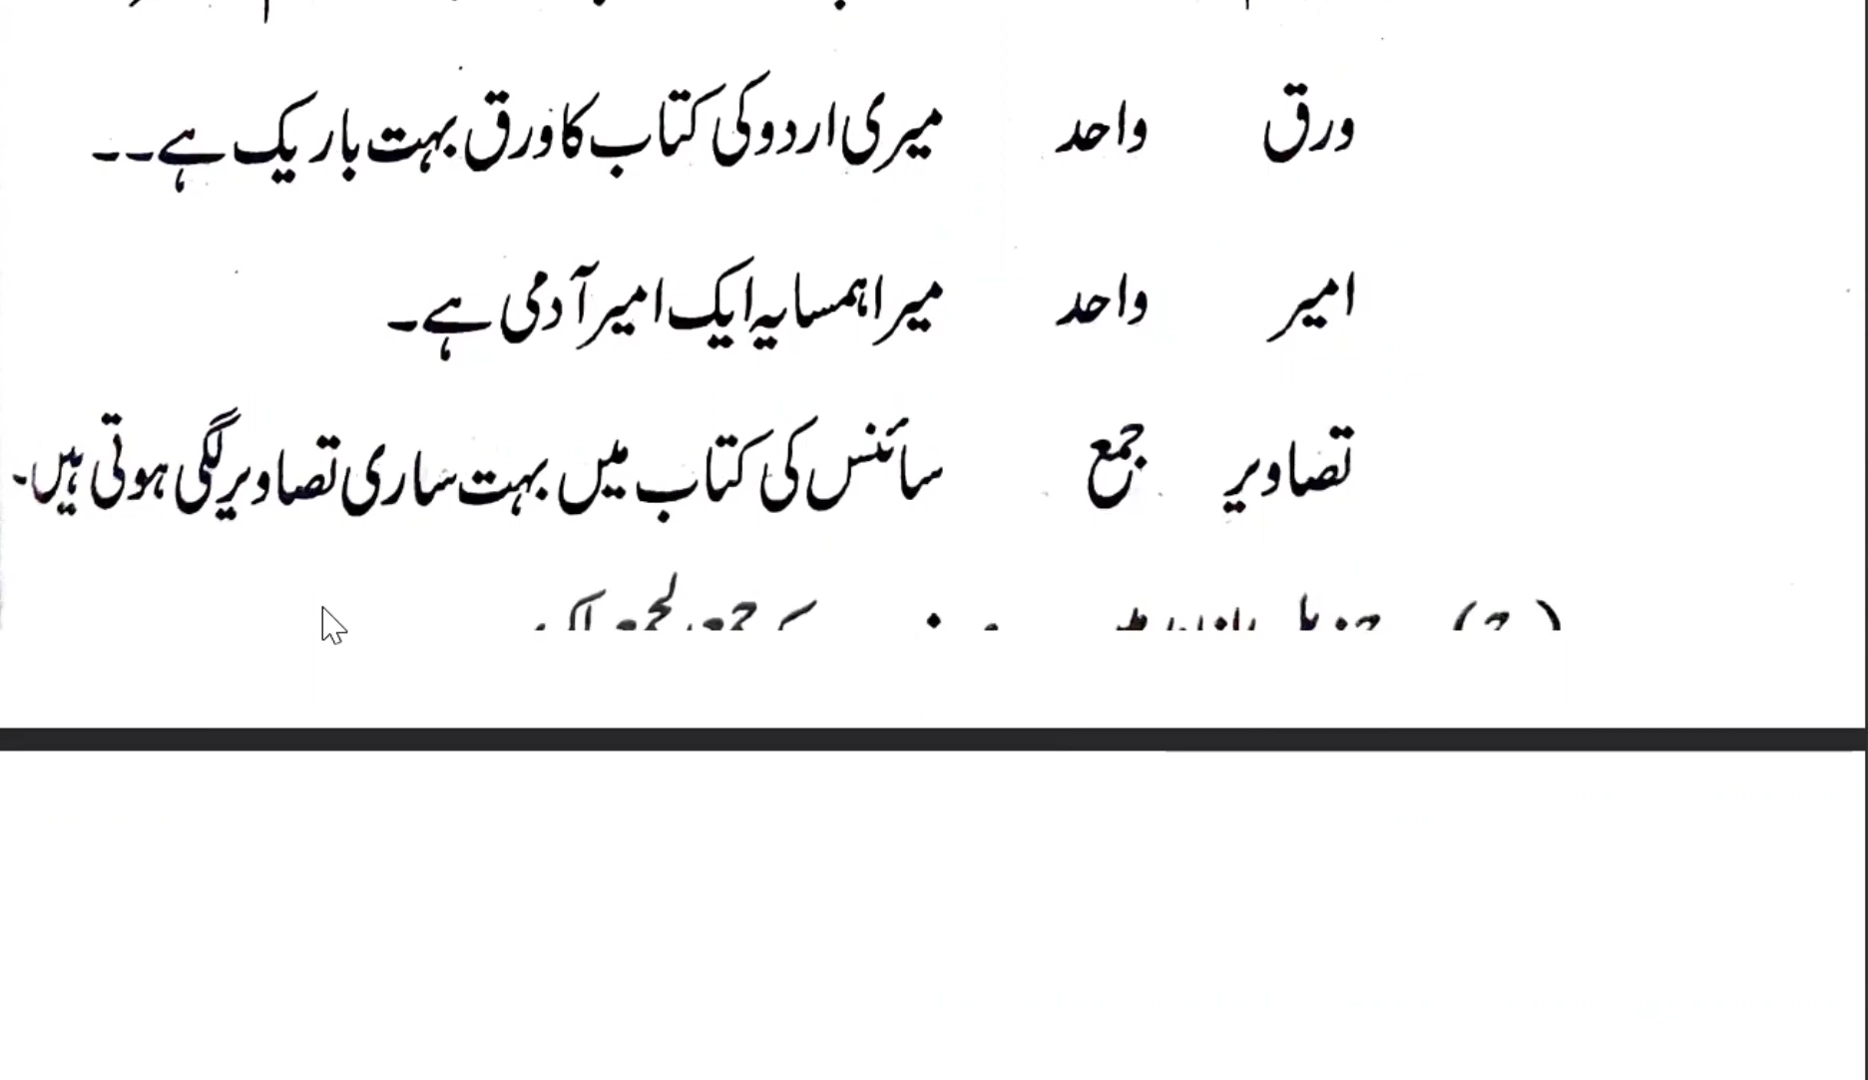 ورق واحد میری اردو کی کتاب کا ورق بہت باریک ہے۔۔
امیر واحد میرا ہمسایہ ایک امیر آدمی ہے۔
تصاویر جمع سائنس کی کتاب میں بہت ساری تصاویر لگی ہوتی ہیں۔